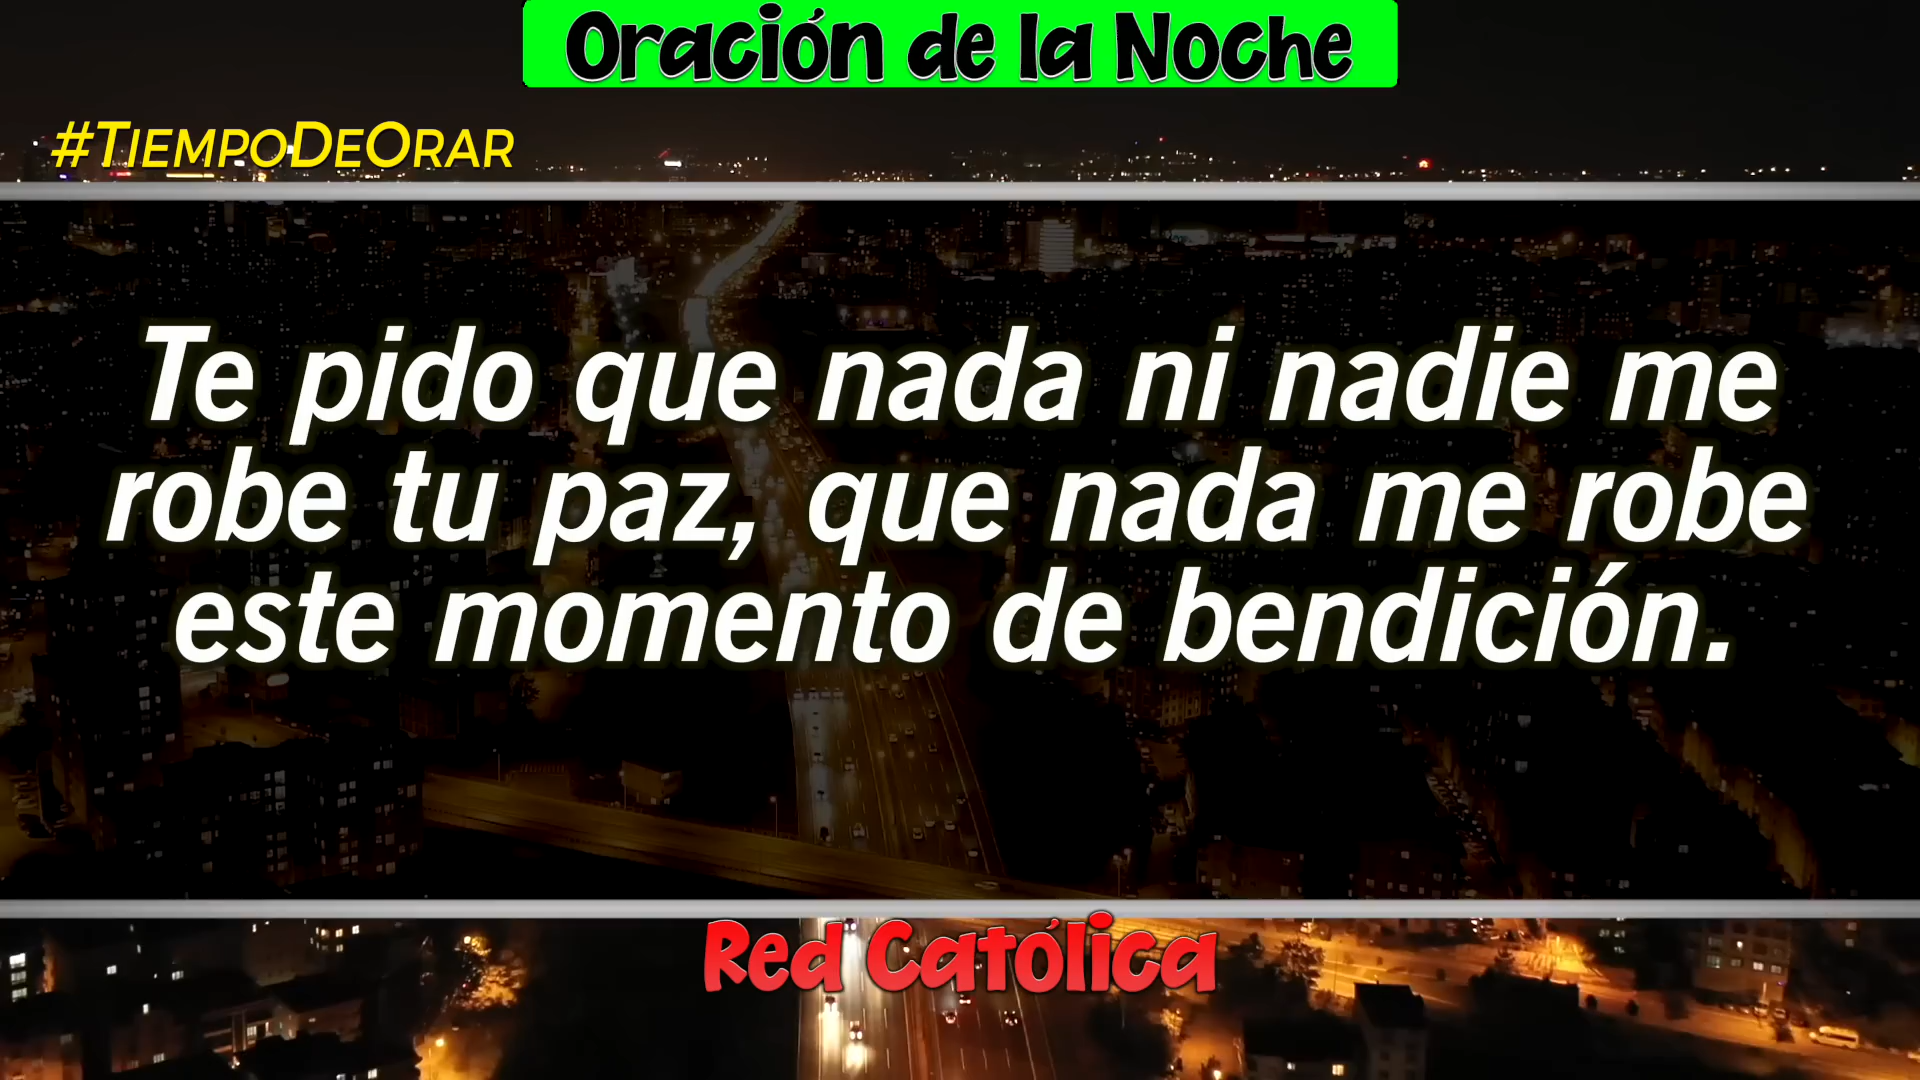 Oración de la Noche
#TiempoDeOrar
Te pido que nada ni nadie me
robe tu paz, que nada me robe
este momento de bendición.
Red Católica